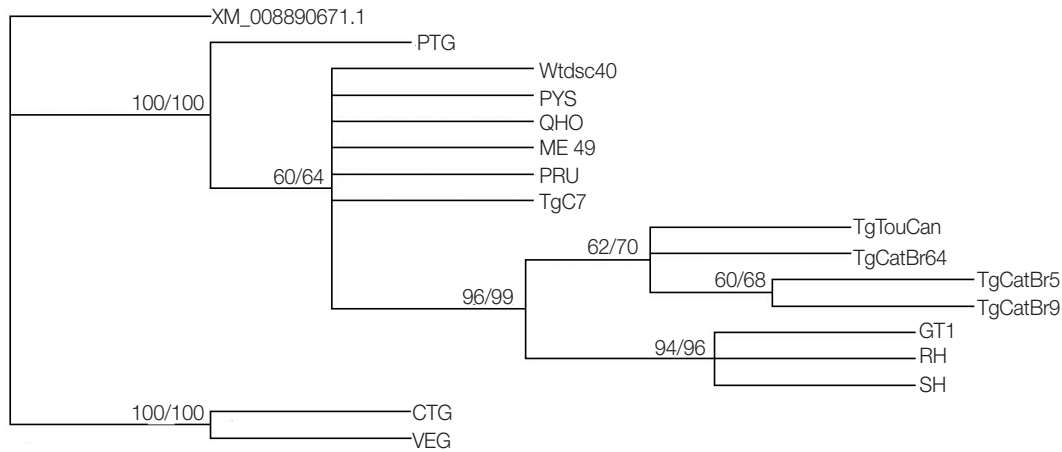 XM_008890671.1
PTG
Wtdsc40
PYS
100/100
QHO
ME 49
60/64
PRU
TgC7
TgTouCan
62/70
TgCatBr64
60/68
TgCatBr5
96/99
TgCatBr9
GT1
94/96
RH
SH
100/100
CTG
VEG